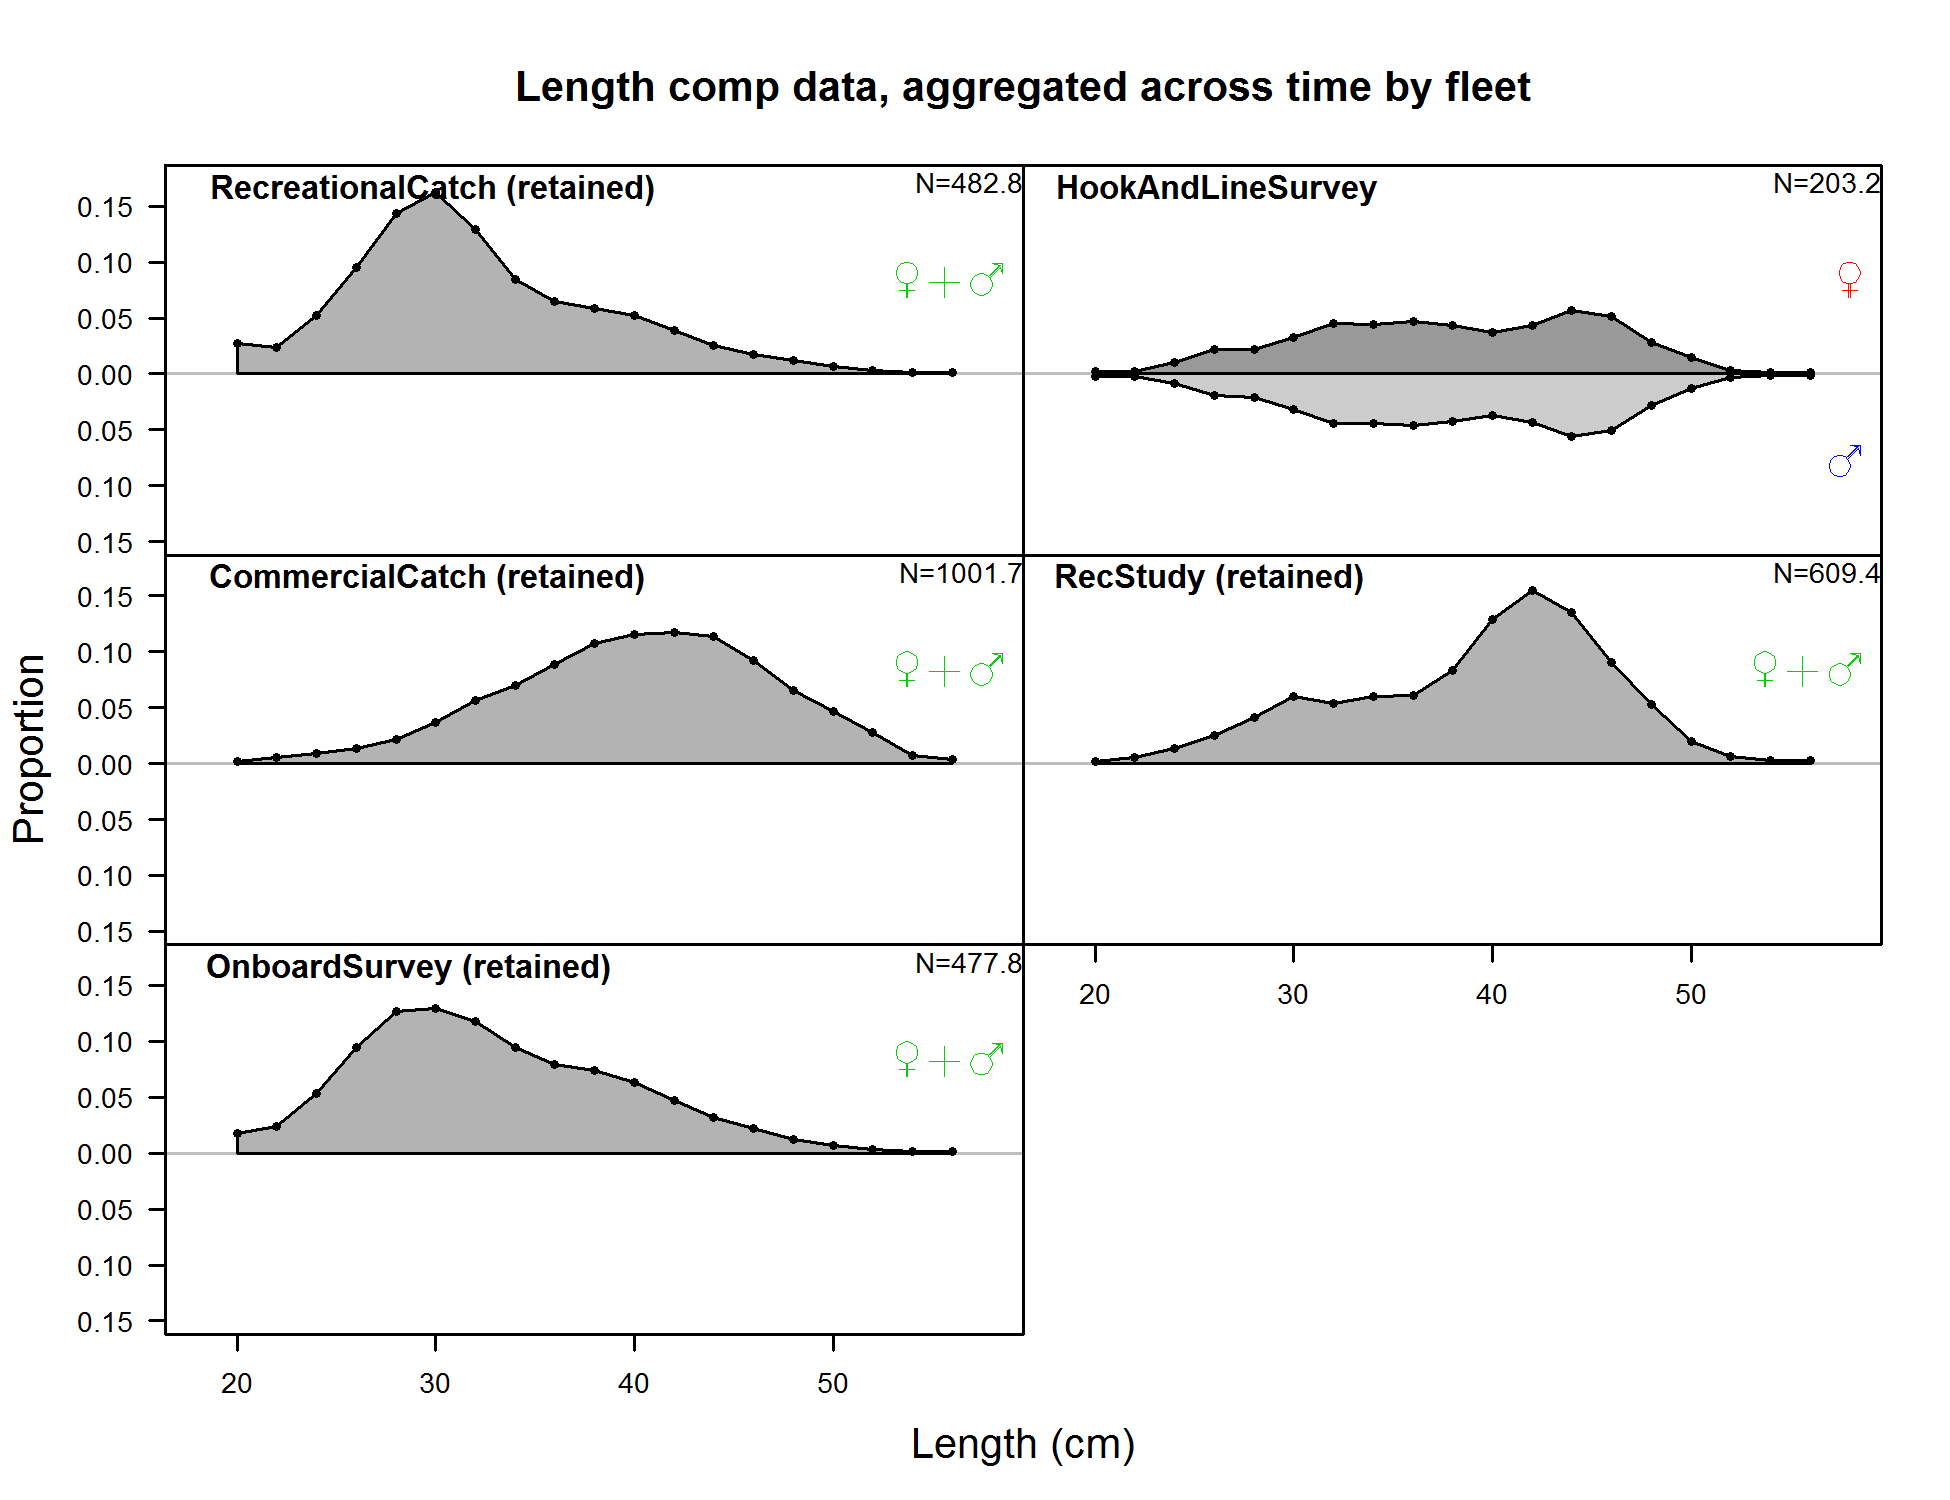 Length comp data, aggregated across time by fleet
RecreationalCatch (retained)
N=482.8
♀+♂
0.15
0.10
0.05
0.00
0.05
0.10
0.15
HookAndLineSurvey
N=203.2
♀
♂
CommercialCatch (retained)
N=1001.7
♀+♂
0.15
0.10
0.05
0.00
0.05
0.10
0.15
RecStudy (retained)
N=609.4
♀+♂
20 30 40 50
OnboardSurvey (retained)
N=477.8
♀+♂
0.15
0.10
0.05
0.00
0.05
0.10
0.15
20 30 40 50
Proportion
Length (cm)